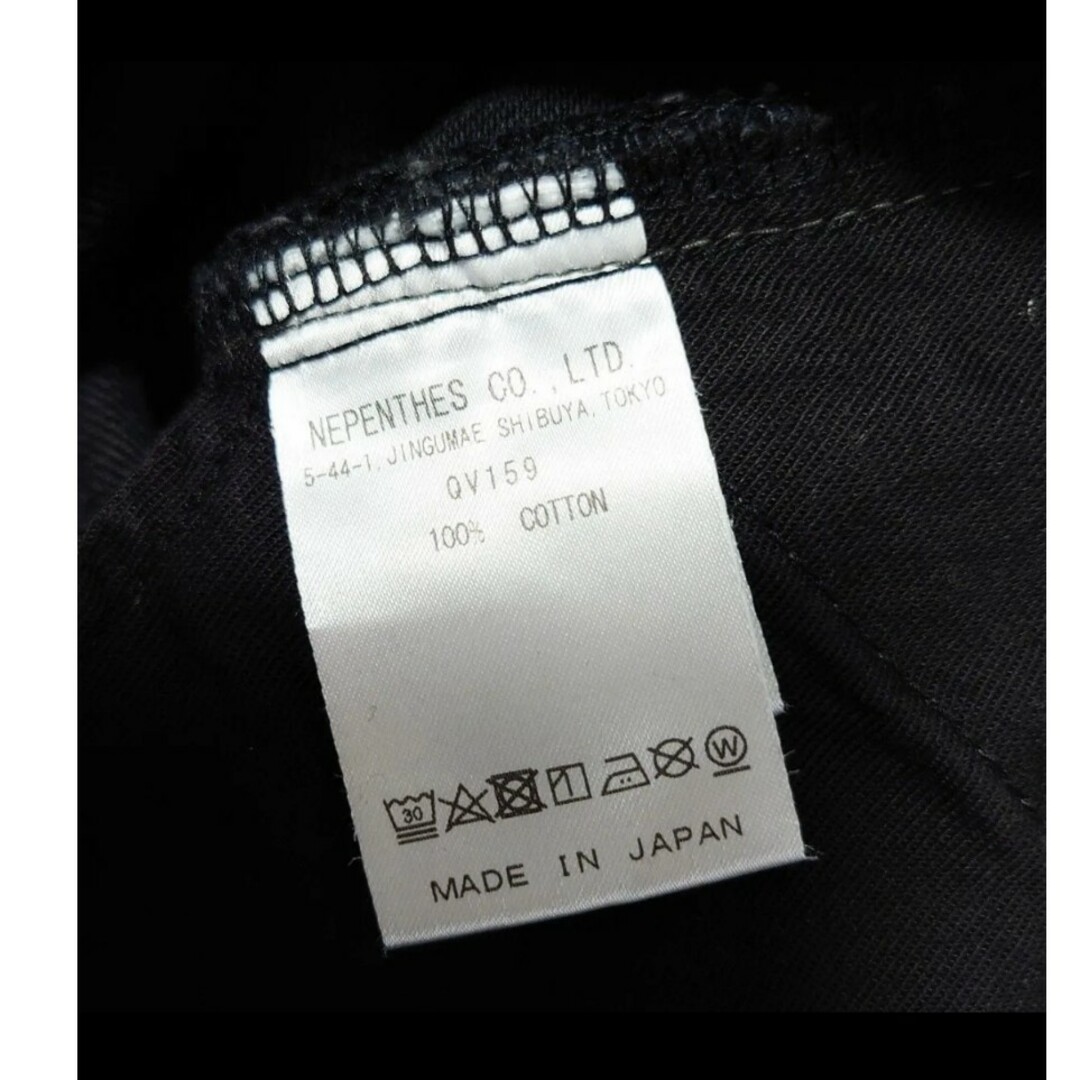 NEPENTHES CO., LTD.
5-44-1, JINGUMAE SHIBUYA, TOKYO
QV159
100% COTTON
30 W
MADE IN JAPAN